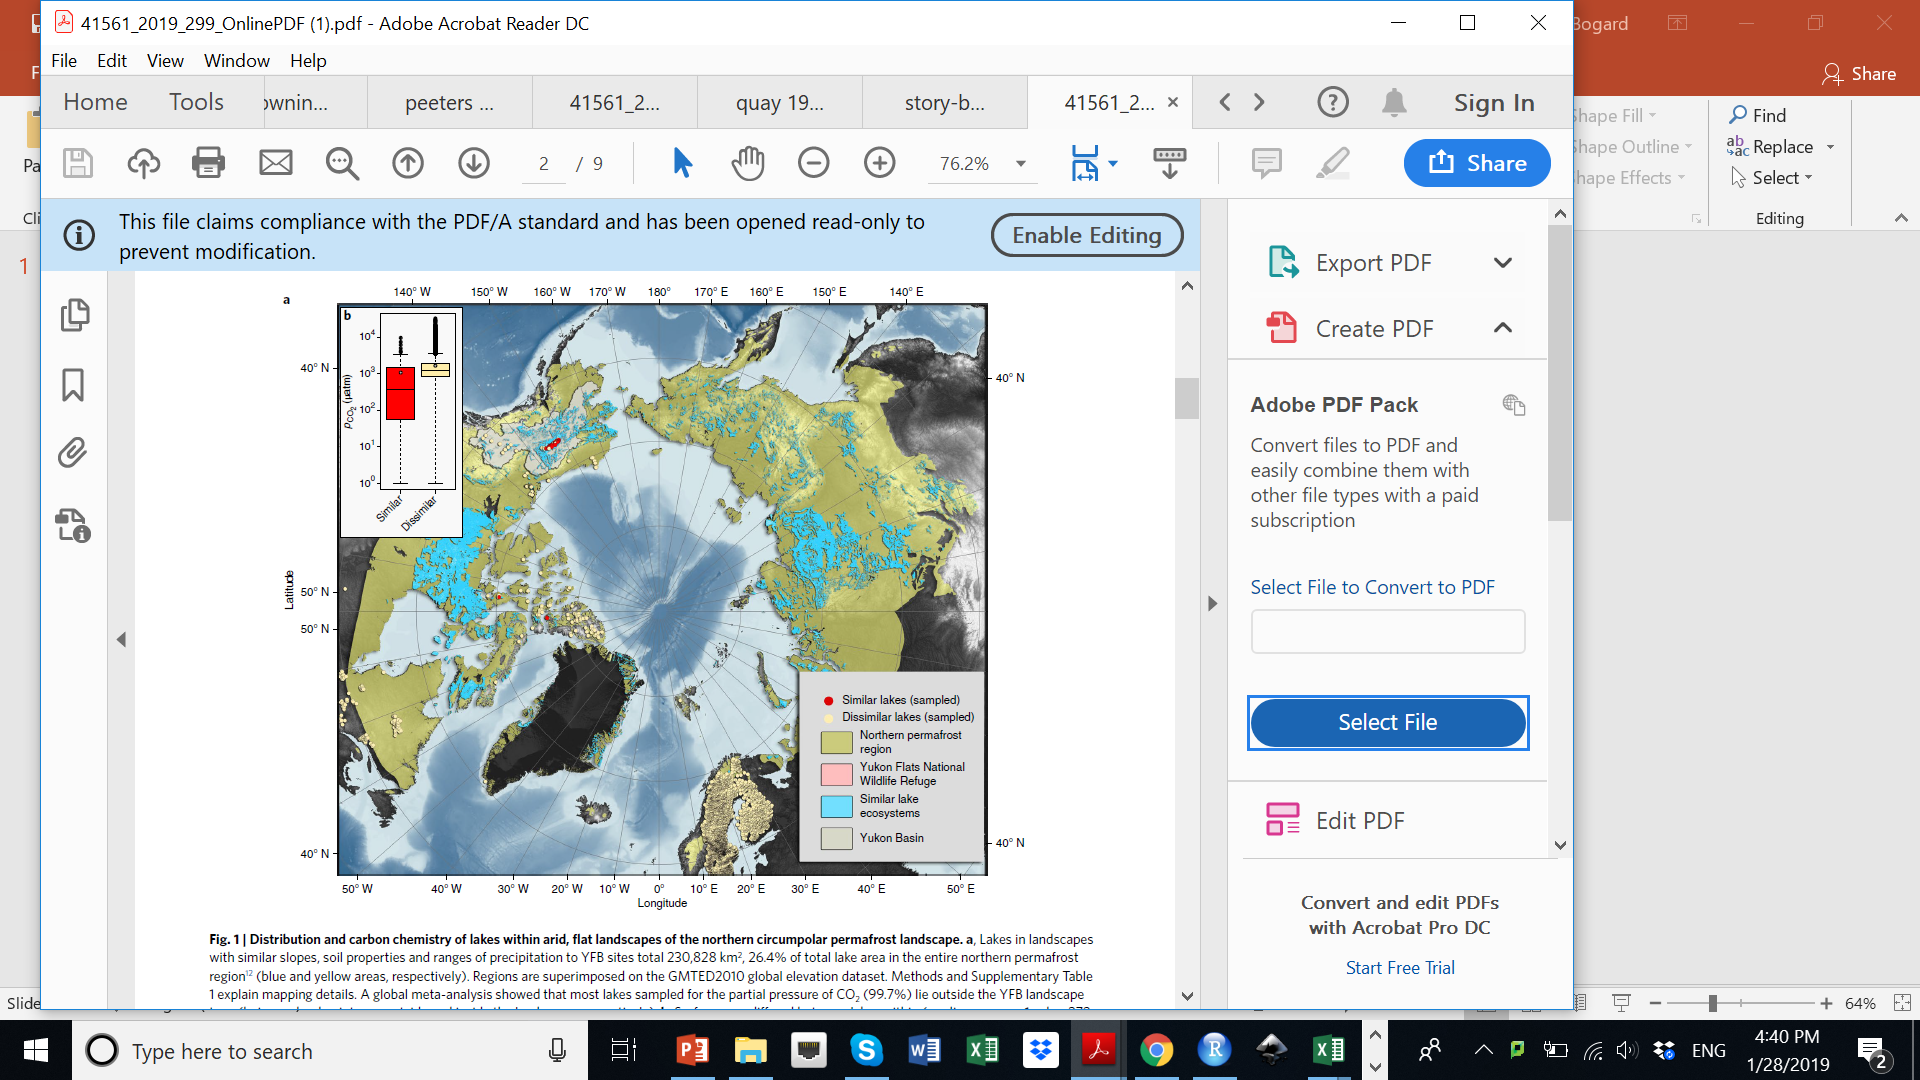 41561_2019_299_OnlinePDF (1).pdf - Adobe Acrobat Reader DC
Bogard
File Edit View Window Help
Share
Home Tools
peeters ...
41561_2...
quay 19...
story-b...
41561_2...
Sign In
2 / 9
76.2%
Share
Shape Fill
Shape Outline
Shape Effects
Find
Replace
Select
Editing
This file claims compliance with the PDF/A standard and has been opened read-only to
prevent modification.
Enable Editing
1
Export PDF
Create PDF
Adobe PDF Pack
Convert files to PDF and
easily combine them with
other file types with a paid
subscription
Select File to Convert to PDF
Select File
Edit PDF
Convert and edit PDFs
with Acrobat Pro DC
Start Free Trial
a
140° W 150° W 160° W 170° W 180° 170° E 160° E 150° E 140° E
b
10⁴
10³
10²
10¹
10⁰
pCO₂ (µatm)
Similar
Dissimilar
40° N
40° N
Latitude
50° N
50° N
40° N
40° N
Similar lakes (sampled)
Dissimilar lakes (sampled)
Northern permafrost
region
Yukon Flats National
Wildlife Refuge
Similar lake
ecosystems
Yukon Basin
50° W 40° W 30° W 20° W 10° W 0° 10° E 20° E 30° E 40° E 50° E
Longitude
Fig. 1 | Distribution and carbon chemistry of lakes within arid, flat landscapes of the northern circumpolar permafrost landscape. a, Lakes in landscapes
with similar slopes, soil properties and ranges of precipitation to YFB sites total 230,828 km², 26.4% of total lake area in the entire northern permafrost
region¹² (blue and yellow areas, respectively). Regions are superimposed on the GMTED2010 global elevation dataset. Methods and Supplementary Table
1 explain mapping details. A global meta-analysis showed that most lakes sampled for the partial pressure of CO₂ (99.7%) lie outside the YFB landscape
Slide
64%
Type here to search
ENG
4:40 PM
1/28/2019
2